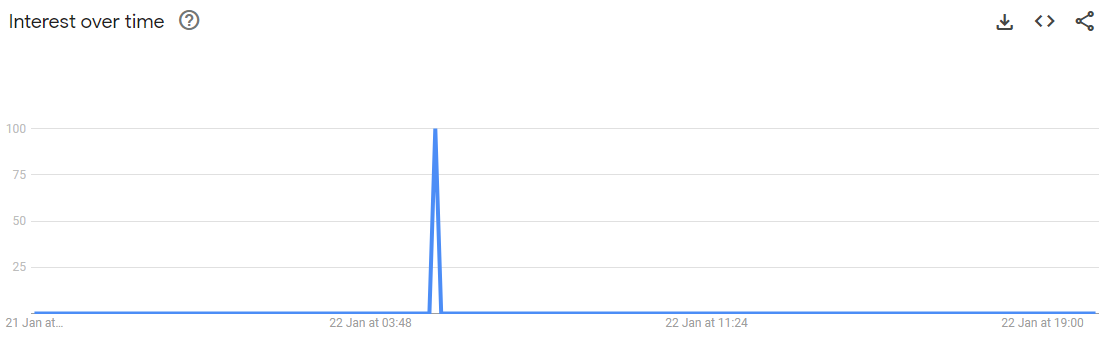 Interest over time
100
75
50
25
21 Jan at...
22 Jan at 03:48
22 Jan at 11:24
22 Jan at 19:00